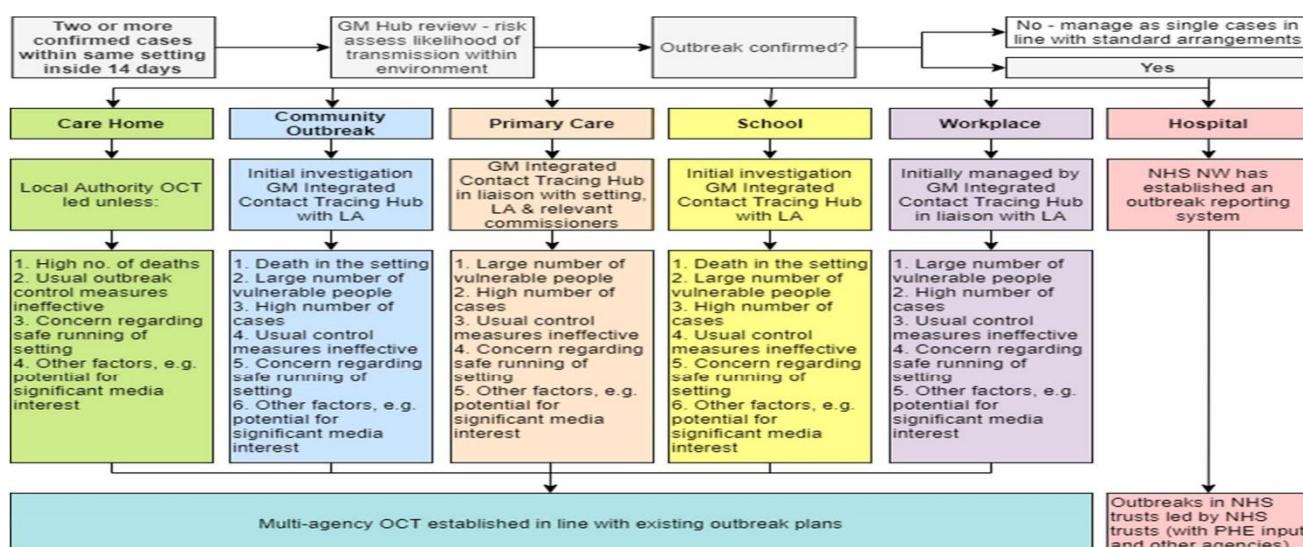 Two or more
confirmed cases
within same setting
inside 14 days
GM Hub review - risk
assess likelihood of
transmission within
environment
Outbreak confirmed?
No - manage as single cases in
line with standard arrangements
Yes
Care Home
Community
Outbreak
Primary Care
School
Workplace
Hospital
Local Authority OCT
led unless:
Initial investigation
GM Integrated
Contact Tracing Hub
with LA
GM Integrated
Contact Tracing Hub
in liaison with setting,
LA & relevant
commissioners
Initial investigation
GM Integrated
Contact Tracing Hub
with LA
Initially managed by
GM Integrated
Contact Tracing Hub
in liaison with LA
NHS NW has
established an
outbreak reporting
system
1. High no. of deaths
2. Usual outbreak
control measures
ineffective
3. Concern regarding
safe running of
setting
4. Other factors, e.g.
potential for
significant media
interest
1. Death in the setting
2. Large number of
vulnerable people
3. High number of
cases
4. Usual control
measures ineffective
5. Concern regarding
safe running of
setting
6. Other factors, e.g.
potential for
significant media
interest
1. Large number of
vulnerable people
2. High number of
cases
3. Usual control
measures ineffective
4. Concern regarding
safe running of
setting
5. Other factors, e.g.
potential for
significant media
interest
1. Death in the setting
2. Large number of
vulnerable people
3. High number of
cases
4. Usual control
measures ineffective
5. Concern regarding
safe running of
setting
6. Other factors, e.g.
potential for
significant media
interest
1. Large number of
vulnerable people
2. High number of
cases
3. Usual control
measures ineffective
4. Concern regarding
safe running of
setting
5. Other factors, e.g.
potential for
significant media
interest
Multi-agency OCT established in line with existing outbreak plans
Outbreaks in NHS
trusts led by NHS
trusts (with PHE input
and other agencies)